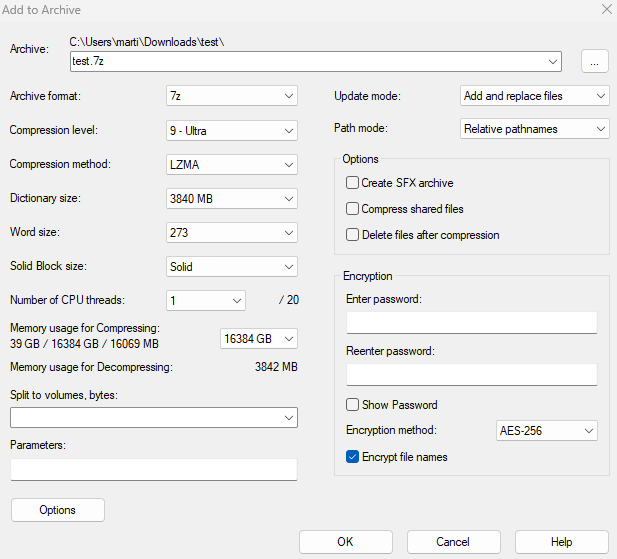 Add to Archive
Archive:
C:\Users\marti\Downloads\test\
test.7z
...
Archive format:
7z
Compression level:
9 - Ultra
Compression method:
LZMA
Dictionary size:
3840 MB
Word size:
273
Solid Block size:
Solid
Number of CPU threads:
1
/ 20
Memory usage for Compressing:
39 GB / 16384 GB / 16069 MB
16384 GB
Memory usage for Decompressing:
3842 MB
Split to volumes, bytes:
Parameters:
Options
Update mode:
Add and replace files
Path mode:
Relative pathnames
Options
Create SFX archive
Compress shared files
Delete files after compression
Encryption
Enter password:
Reenter password:
Show Password
Encryption method:
AES-256
Encrypt file names
OK
Cancel
Help